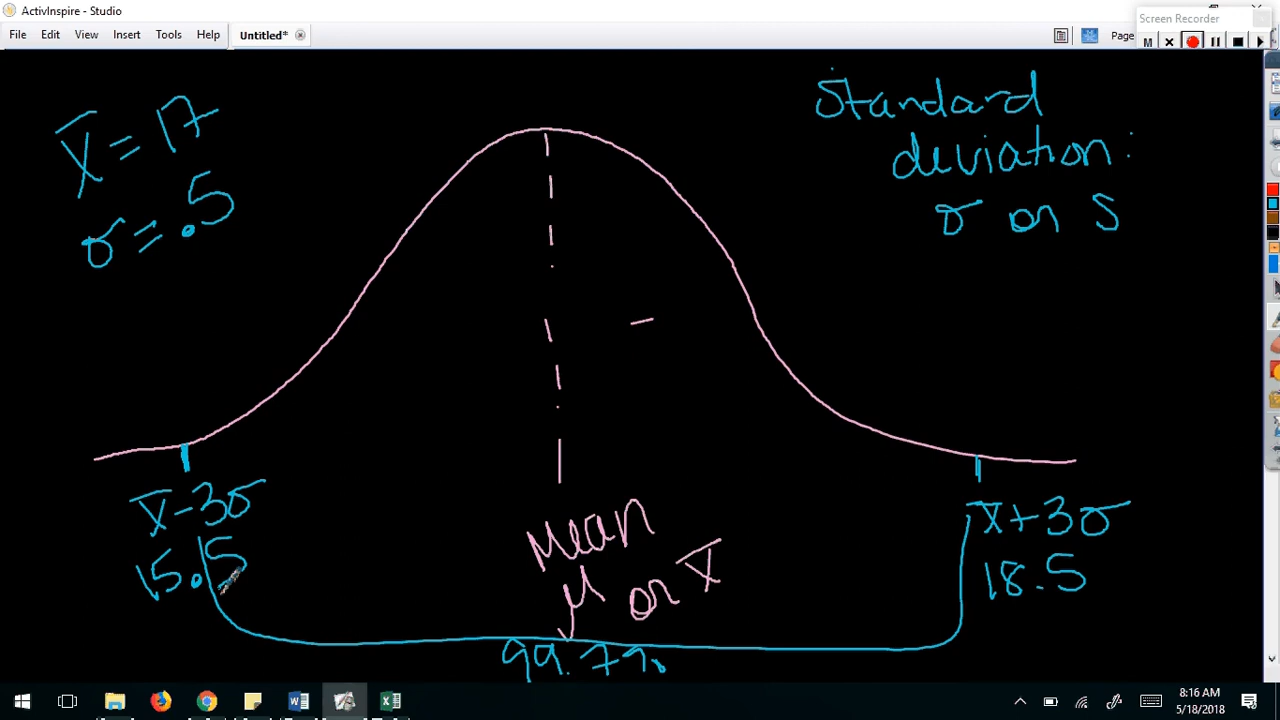 ActivInspire - Studio
Screen Recorder
File Edit View Insert Tools Help Untitled* Page
X̅ = 17
σ = .5
Standard
deviation:
σ or S
X̅-3σ
15.5
Mean
μ or X̅
X̅+3σ
18.5
99.7%
8:16 AM
5/18/2018